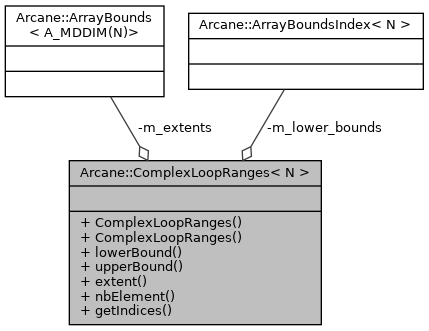 Arcane::ArrayBounds
< A_MDDIM(N)>
Arcane::ArrayBoundsIndex< N >
-m_extents
-m_lower_bounds
Arcane::ComplexLoopRanges< N >
+ ComplexLoopRanges()
+ ComplexLoopRanges()
+ lowerBound()
+ upperBound()
+ extent()
+ nbElement()
+ getIndices()